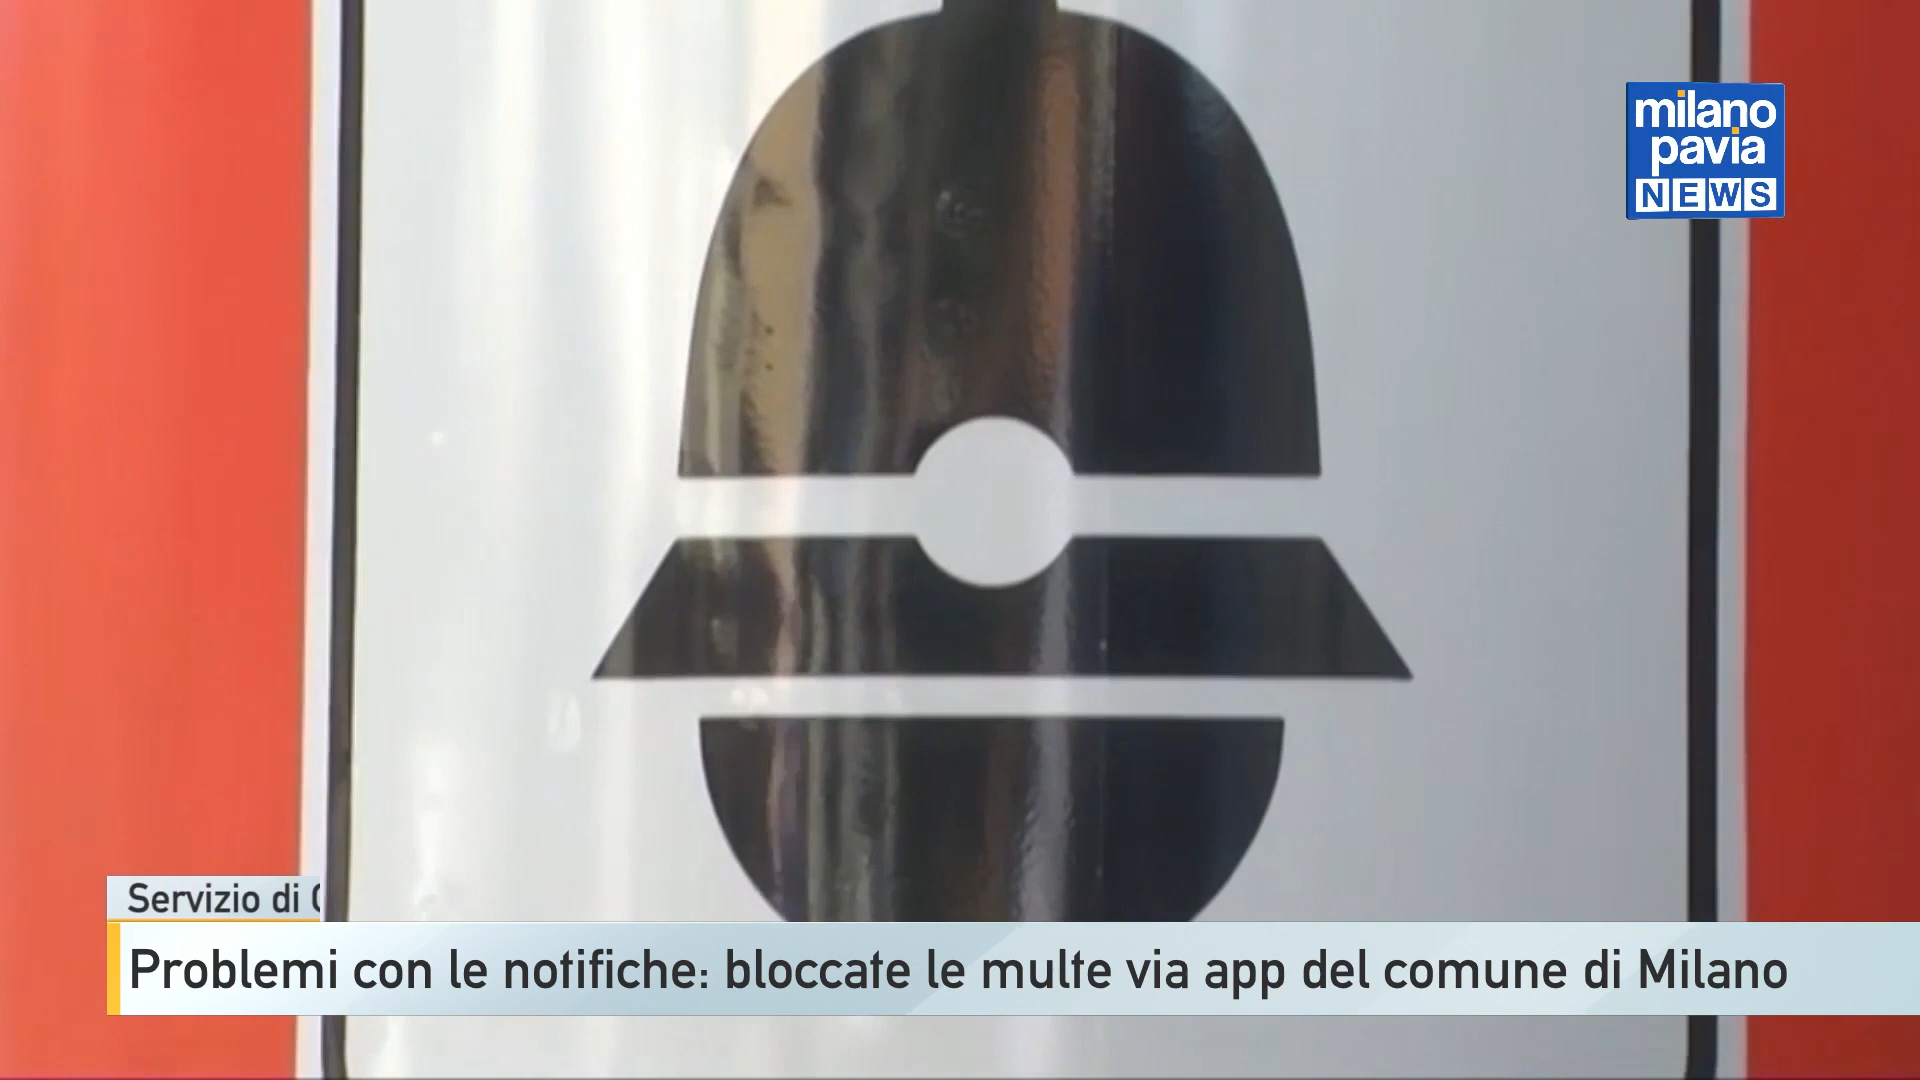 milano
pavia
NEWS
Servizio di
Problemi con le notifiche: bloccate le multe via app del comune di Milano